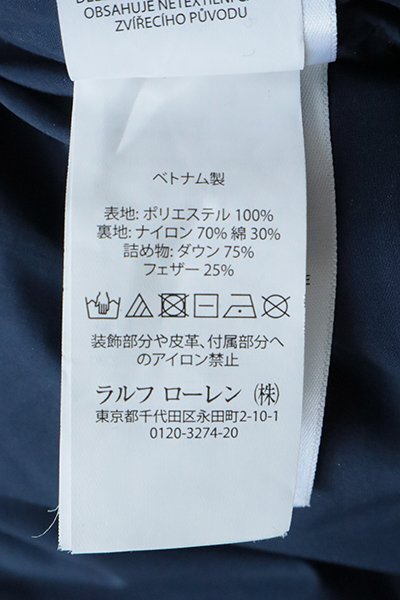 OBSAHUJE NETEXTILNÍ
ZVÍŘECÍHO PŮVODU
ベトナム製
表地: ポリエステル 100%
裏地: ナイロン 70% 綿 30%
詰め物: ダウン 75%
フェザー 25%
装飾部分や皮革、付属部分へ
のアイロン禁止
ラルフ ローレン (株)
東京都千代田区永田町2-10-1
0120-3274-20